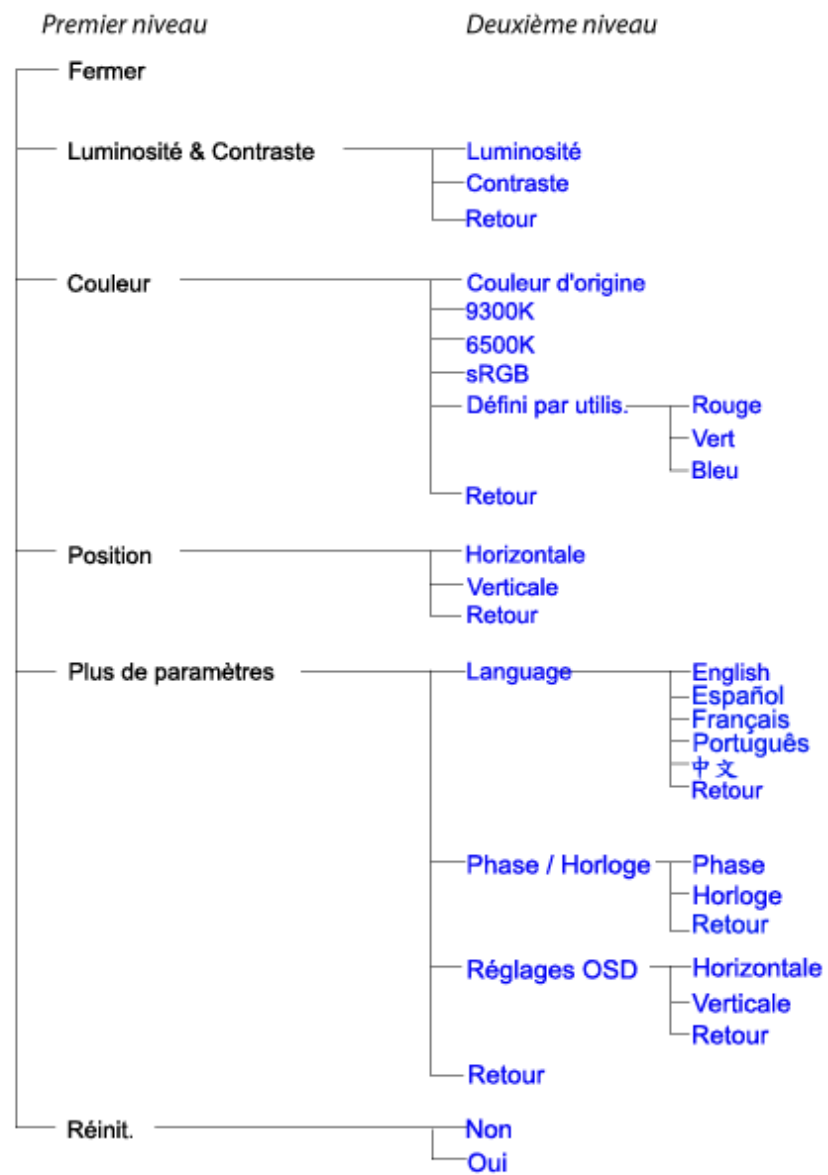 Premier niveau Deuxième niveau
Fermer
Luminosité & Contraste Luminosité
Contraste
Retour
Couleur Couleur d'origine
9300K
6500K
sRGB
Défini par utilis. Rouge
Vert
Bleu
Retour
Position Horizontale
Verticale
Retour
Plus de paramètres Language English
Español
Français
Português
中文
Retour
Phase / Horloge Phase
Horloge
Retour
Réglages OSD Horizontale
Verticale
Retour
Retour
Réinit. Non
Oui